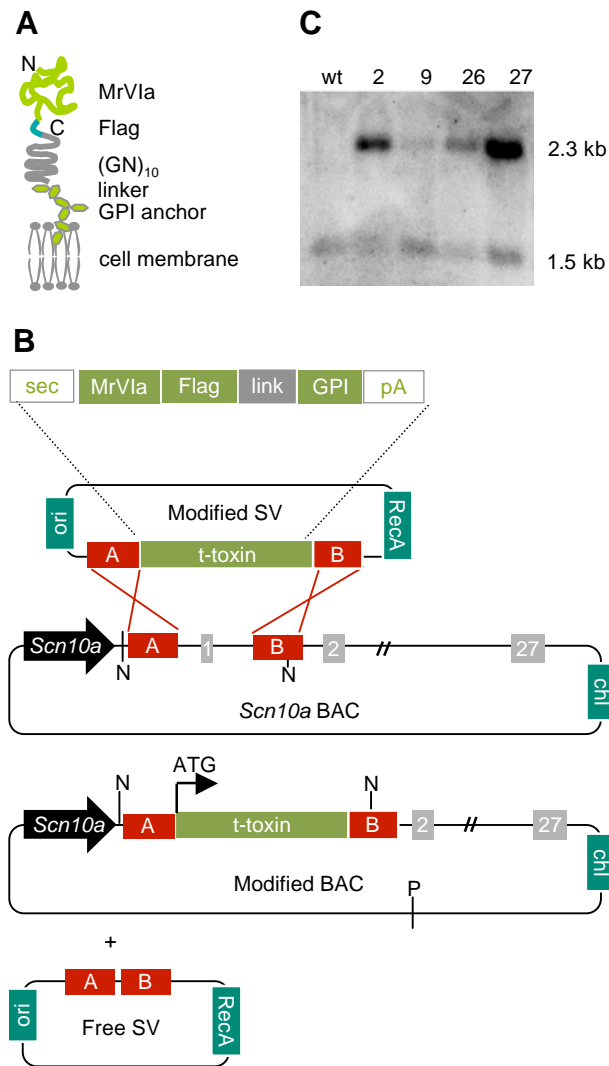 A
N
MrVIa
C
Flag
(GN)10
linker
GPI anchor
cell membrane
C
wt 2 9 26 27
2.3 kb
1.5 kb
B
sec MrVIa Flag link GPI pA
ori Modified SV RecA
A t-toxin B
Scn10a A 1 B 2 // 27
N N
Scn10a BAC chl
ATG
N N
Scn10a A t-toxin B 2 // 27
Modified BAC chl
P
+
A B
ori Free SV RecA